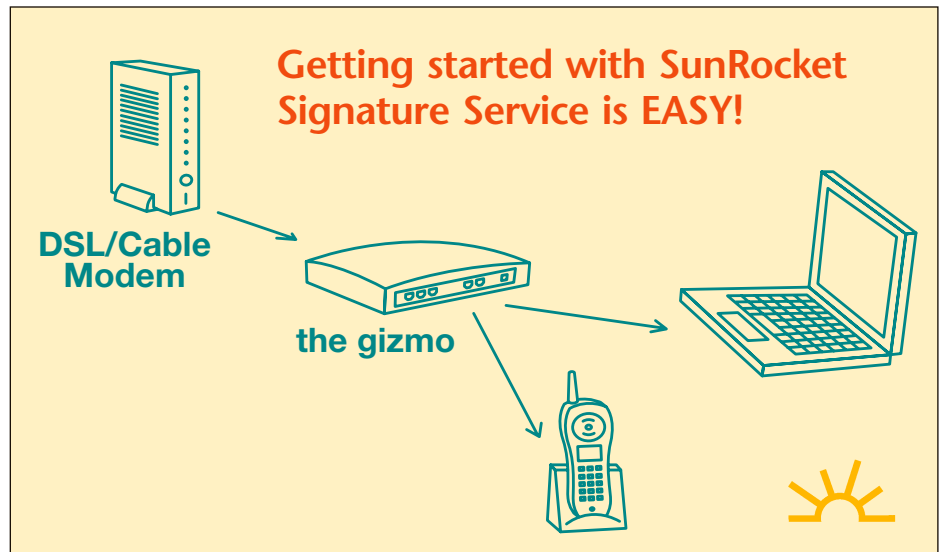 Getting started with SunRocket
Signature Service is EASY!
DSL/Cable
Modem
the gizmo